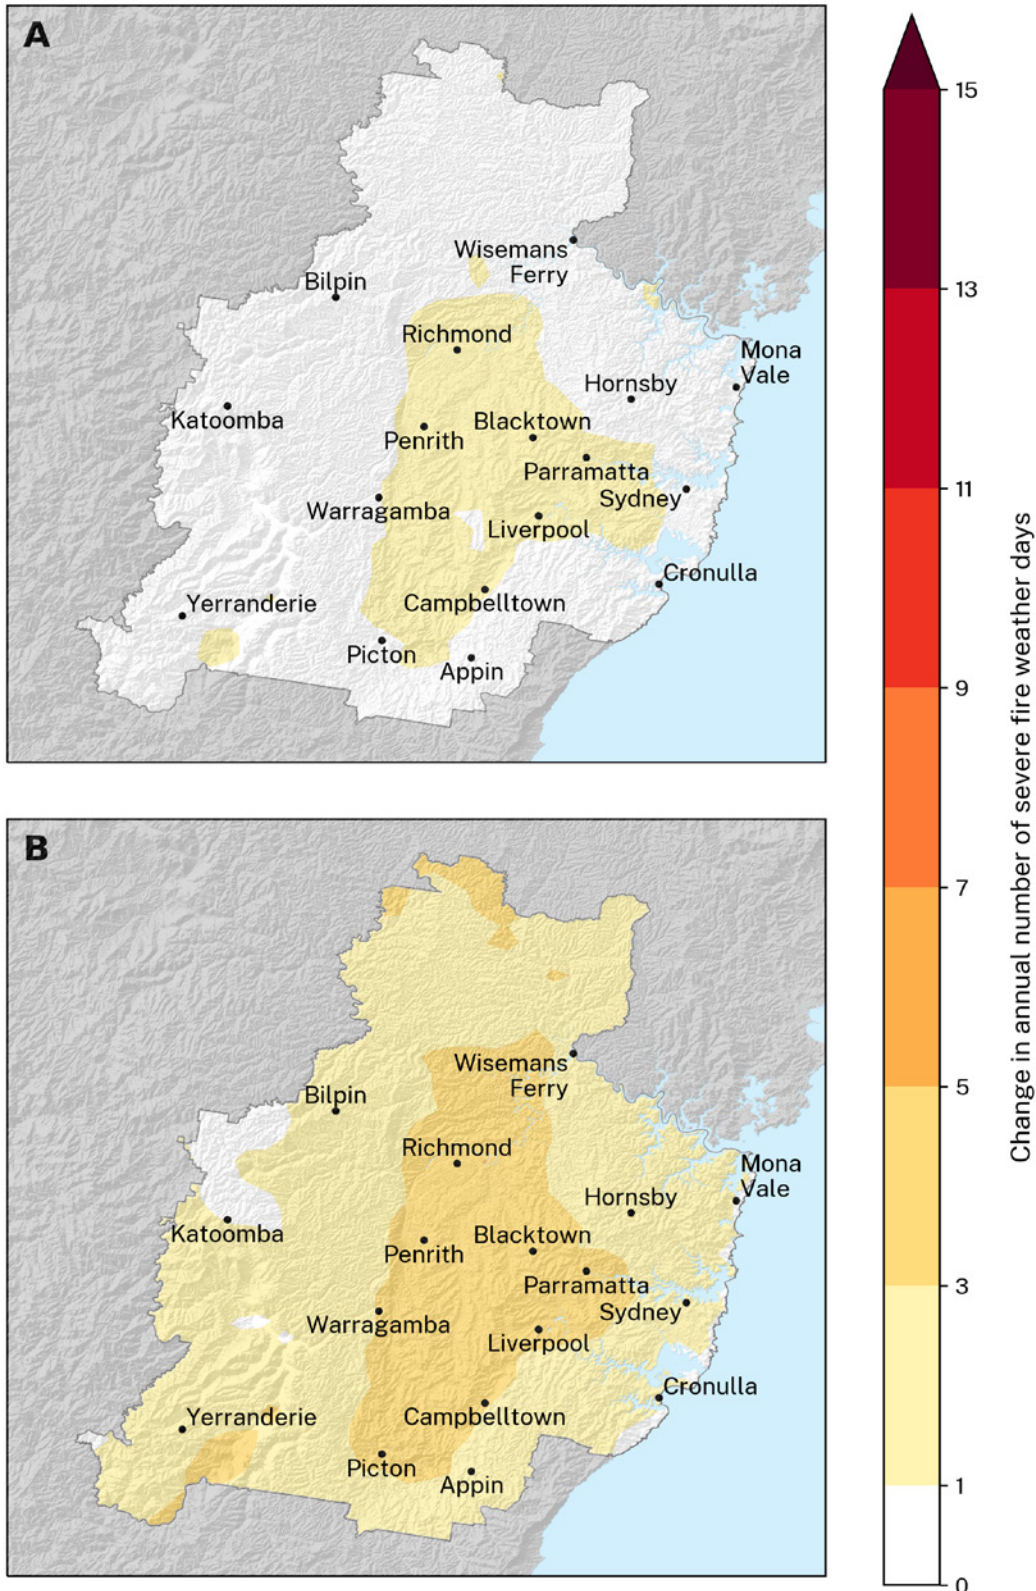 A
Wisemans
Ferry
Bilpin
Richmond
Mona
Vale
Hornsby
Katoomba
Blacktown
Penrith
Parramatta
Sydney
Warragamba
Liverpool
Cronulla
Yerranderie
Campbelltown
Picton
Appin
B
Wisemans
Ferry
Bilpin
Richmond
Mona
Vale
Hornsby
Katoomba
Blacktown
Penrith
Parramatta
Sydney
Warragamba
Liverpool
Cronulla
Yerranderie
Campbelltown
Picton
Appin
15
13
11
9
7
5
3
1
0
Change in annual number of severe fire weather days